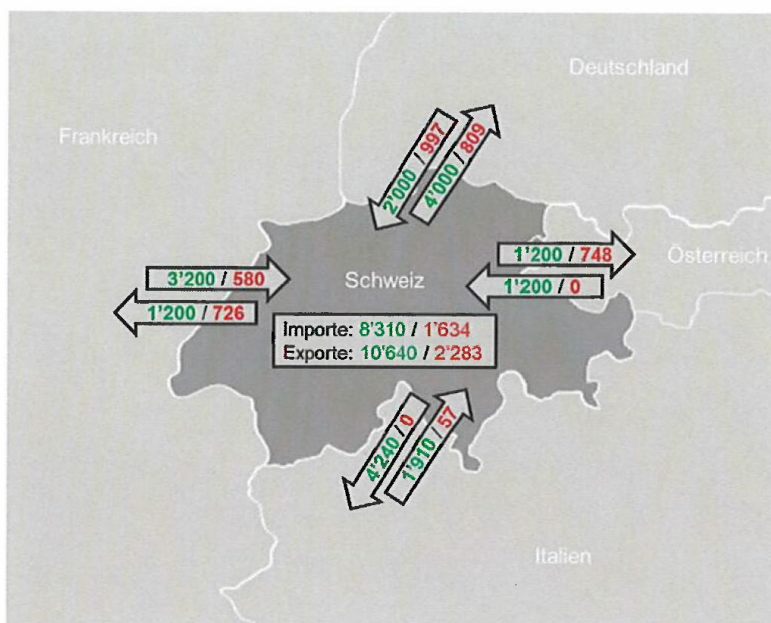 Deutschland
Frankreich
2'000 / 997
4'000 / 809
1'200 / 748
Österreich
3'200 / 580
Schweiz
1'200 / 0
1'200 / 726
Importe: 8'310 / 1'634
Exporte: 10'640 / 2'283
4'240 / 0
1'910 / 57
Italien